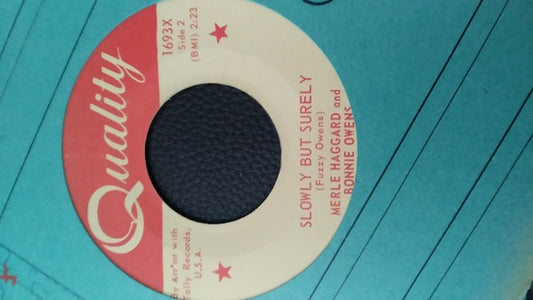 Quality
1693X
Side 2
(BMI) 2:23
By Arr'mt with
Tally Records,
U.S.A.
SLOWLY BUT SURELY
(Fuzzy Owens)
MERLE HAGGARD and
BONNIE OWENS